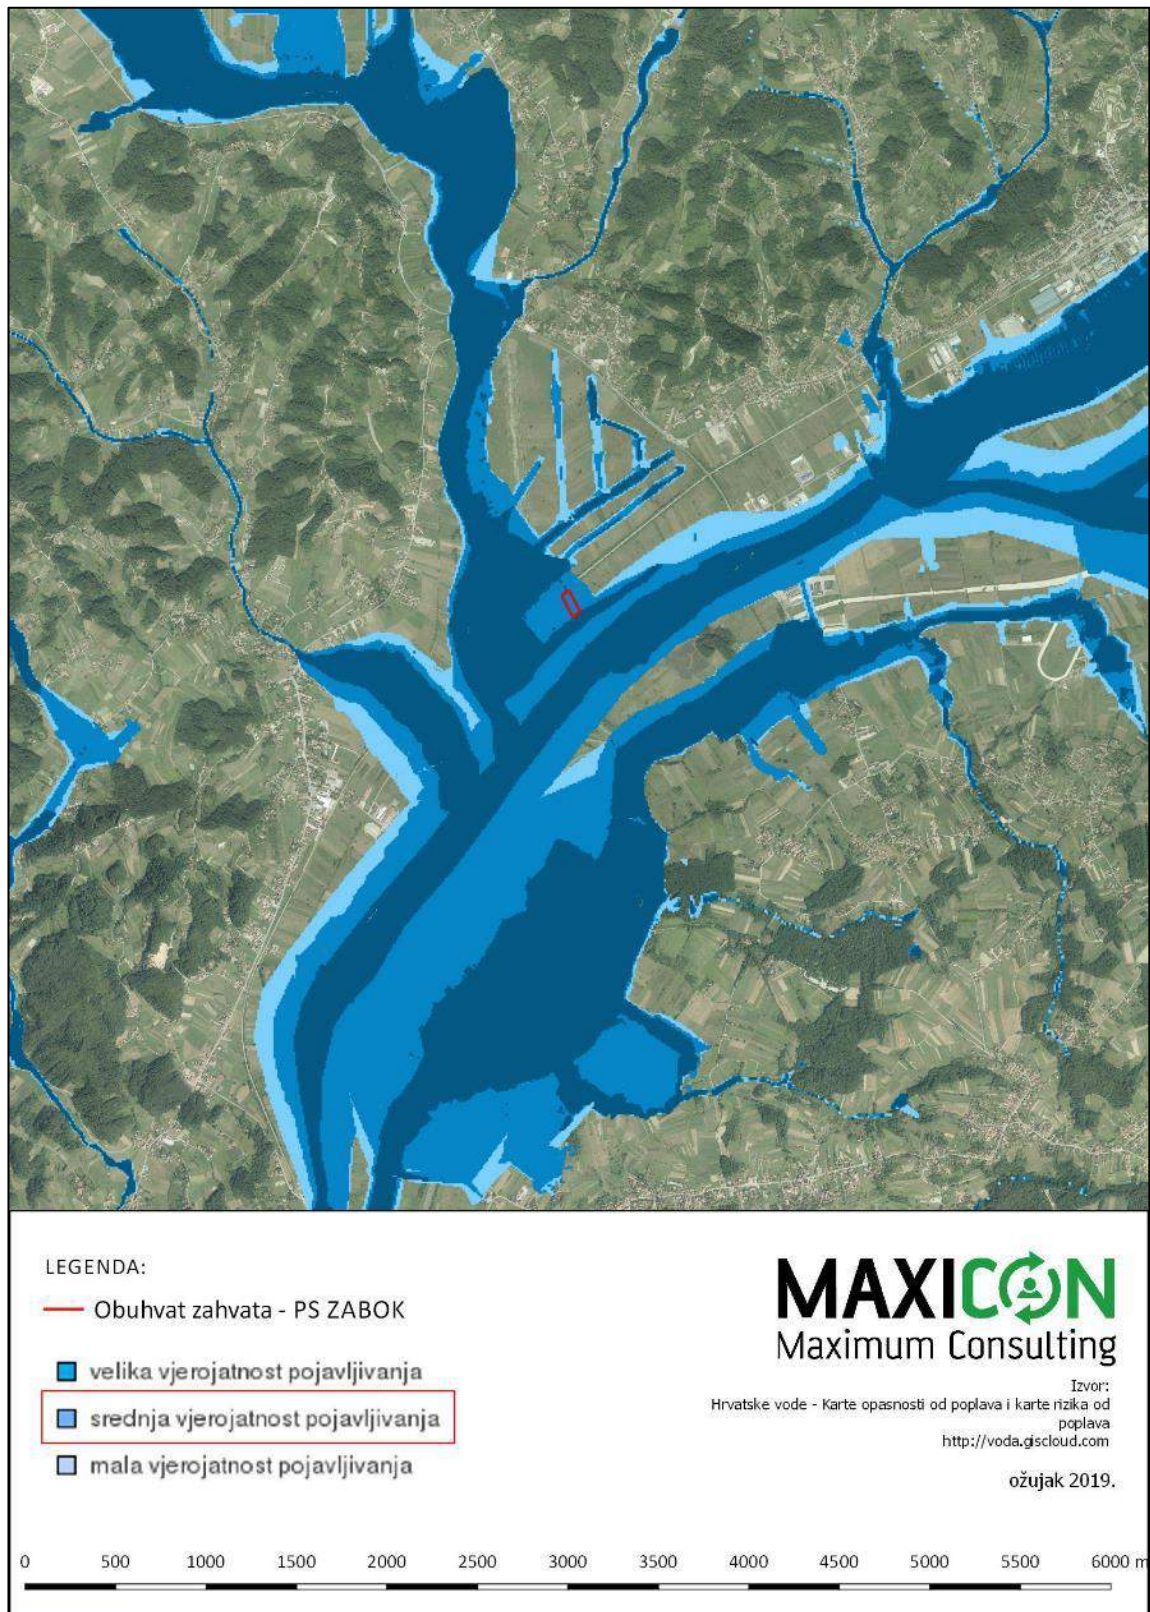 LEGENDA:
Obuhvat zahvata - PS ZABOK
velika vjerojatnost pojavljivanja
srednja vjerojatnost pojavljivanja
mala vjerojatnost pojavljivanja
MAXICON
Maximum Consulting
Izvor:
Hrvatske vode - Karte opasnosti od poplava i karte rizika od
poplava
http://voda.giscloud.com
ožujak 2019.
0 500 1000 1500 2000 2500 3000 3500 4000 4500 5000 5500 6000 m